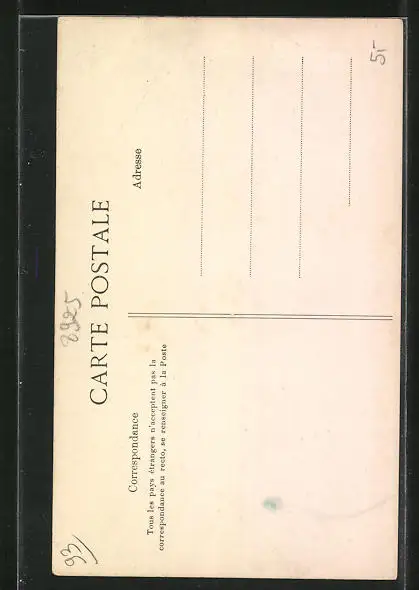 93
2925
5,-
CARTE POSTALE
Correspondance
Tous les pays étrangers n'acceptent pas la
correspondance au recto, se renseigner à la Poste
Adresse